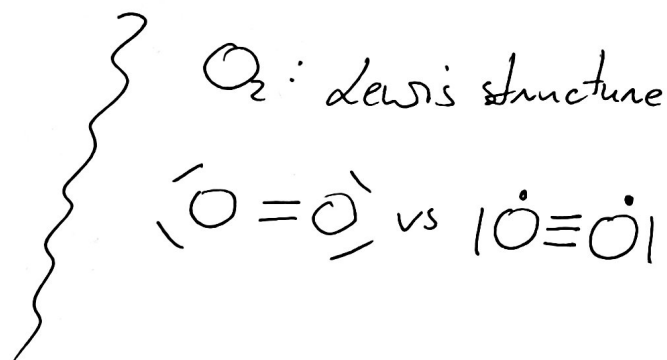 O₂: Lewis structure
O=O vs |Ȯ≡Ȯ|